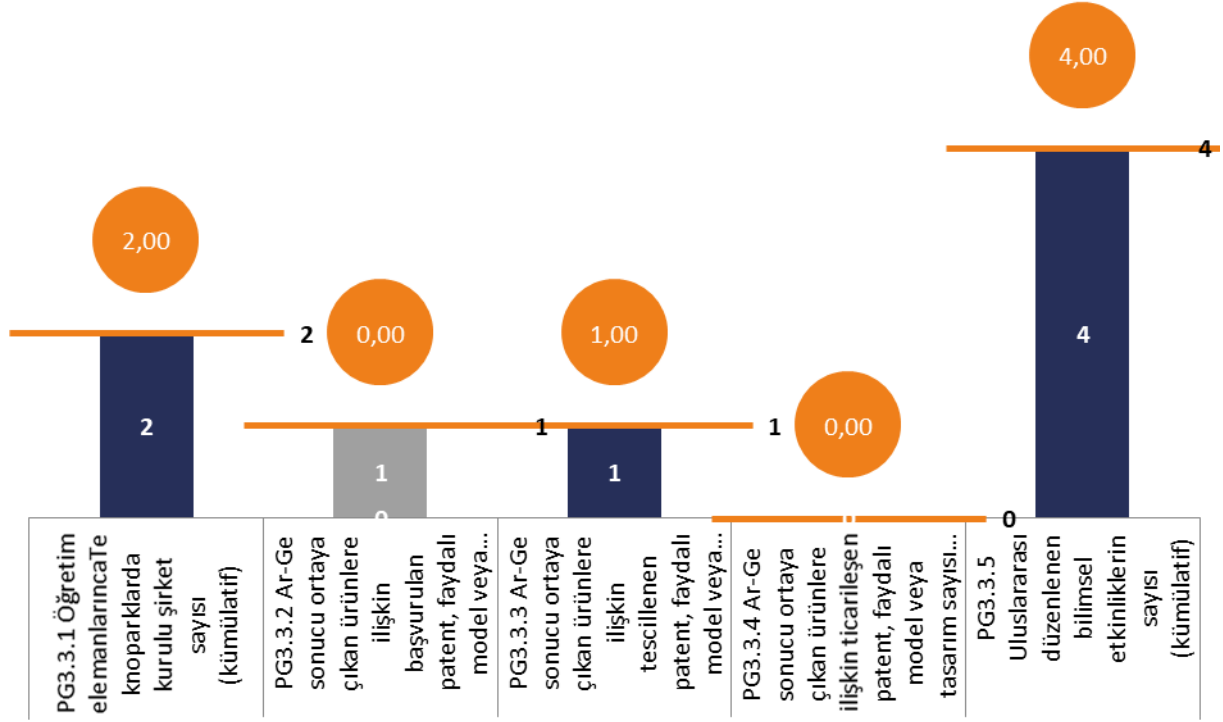 4,00
4
2,00
2
0,00
1,00
1
1
0,00
4
2
1
1
0
0
0
PG3.3.1 Öğretim
elemanlarıncaTe
knoparklarda
kurulu şirket
sayısı
(kümülatif)
PG3.3.2 Ar-Ge
sonucu ortaya
çıkan ürünlere
ilişkin
başvurulan
patent, faydalı
model veya...
PG3.3.3 Ar-Ge
sonucu ortaya
çıkan ürünlere
ilişkin
tescillenen
patent, faydalı
model veya...
PG3.3.4 Ar-Ge
sonucu ortaya
çıkan ürünlere
ilişkin ticarileşen
patent, faydalı
model veya
tasarım sayısı...
PG3.3.5
Uluslararası
düzenlenen
bilimsel
etkinliklerin
sayısı
(kümülatif)